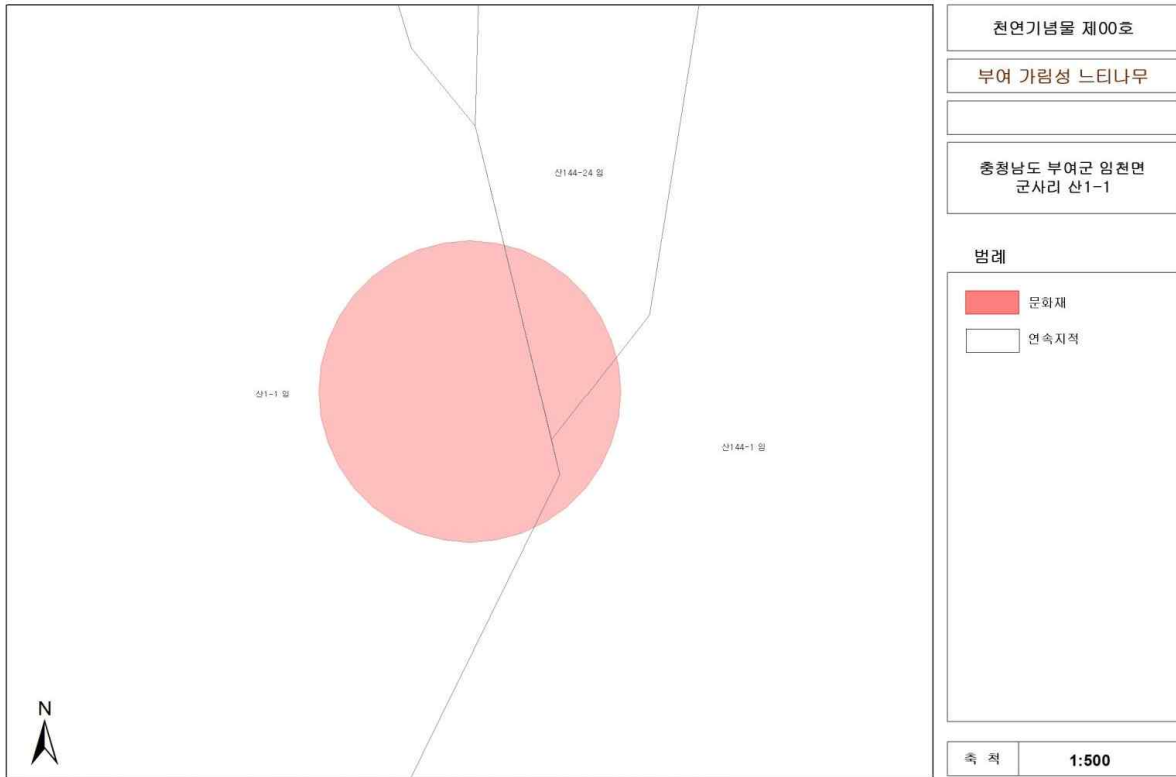 천연기념물 제00호
부여 가림성 느티나무
충청남도 부여군 임천면
군사리 산1-1
범례
문화재
연속지적
축 척 1:500
산144-24 임
산1-1 임
산144-1 임
N